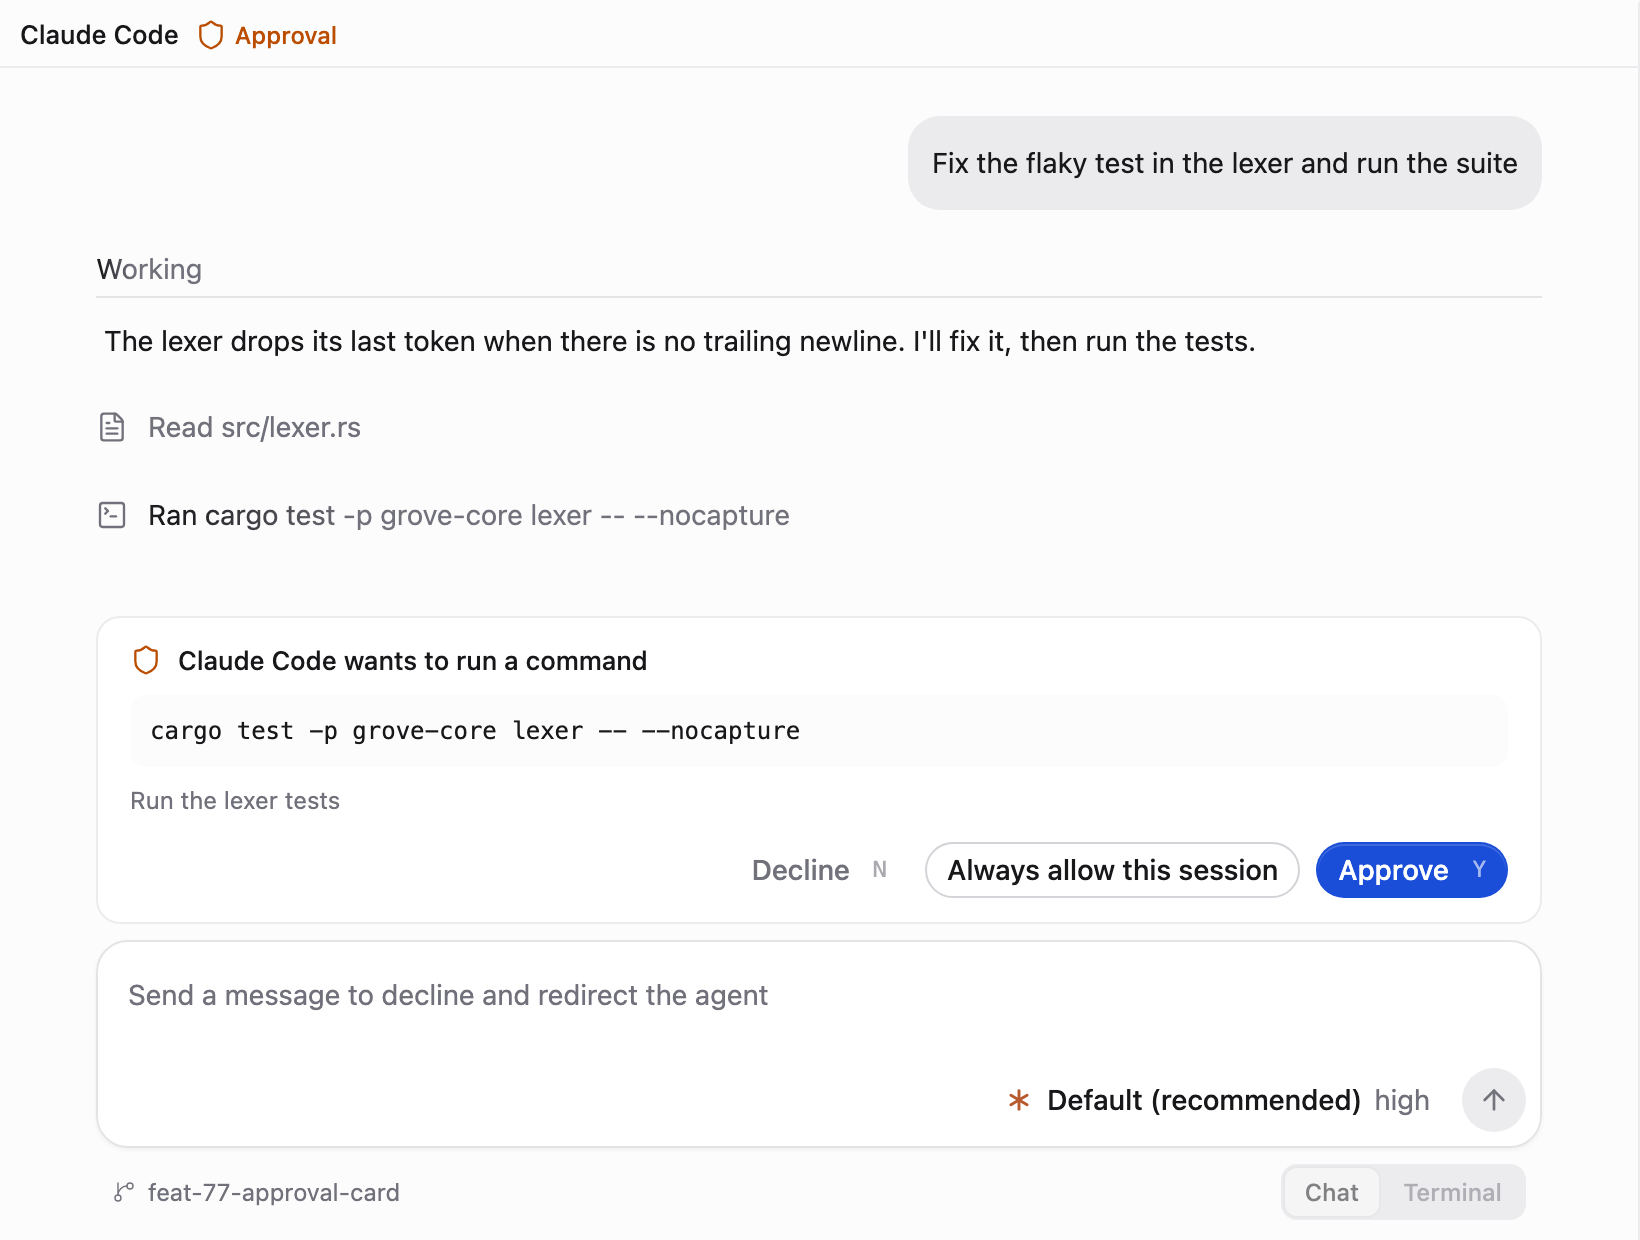 Claude Code Approval
Fix the flaky test in the lexer and run the suite
Working
The lexer drops its last token when there is no trailing newline. I'll fix it, then run the tests.
Read src/lexer.rs
Ran cargo test -p grove-core lexer -- --nocapture
Claude Code wants to run a command
cargo test -p grove-core lexer -- --nocapture
Run the lexer tests
Decline N Always allow this session Approve Y
Send a message to decline and redirect the agent
Default (recommended) high
feat-77-approval-card Chat Terminal